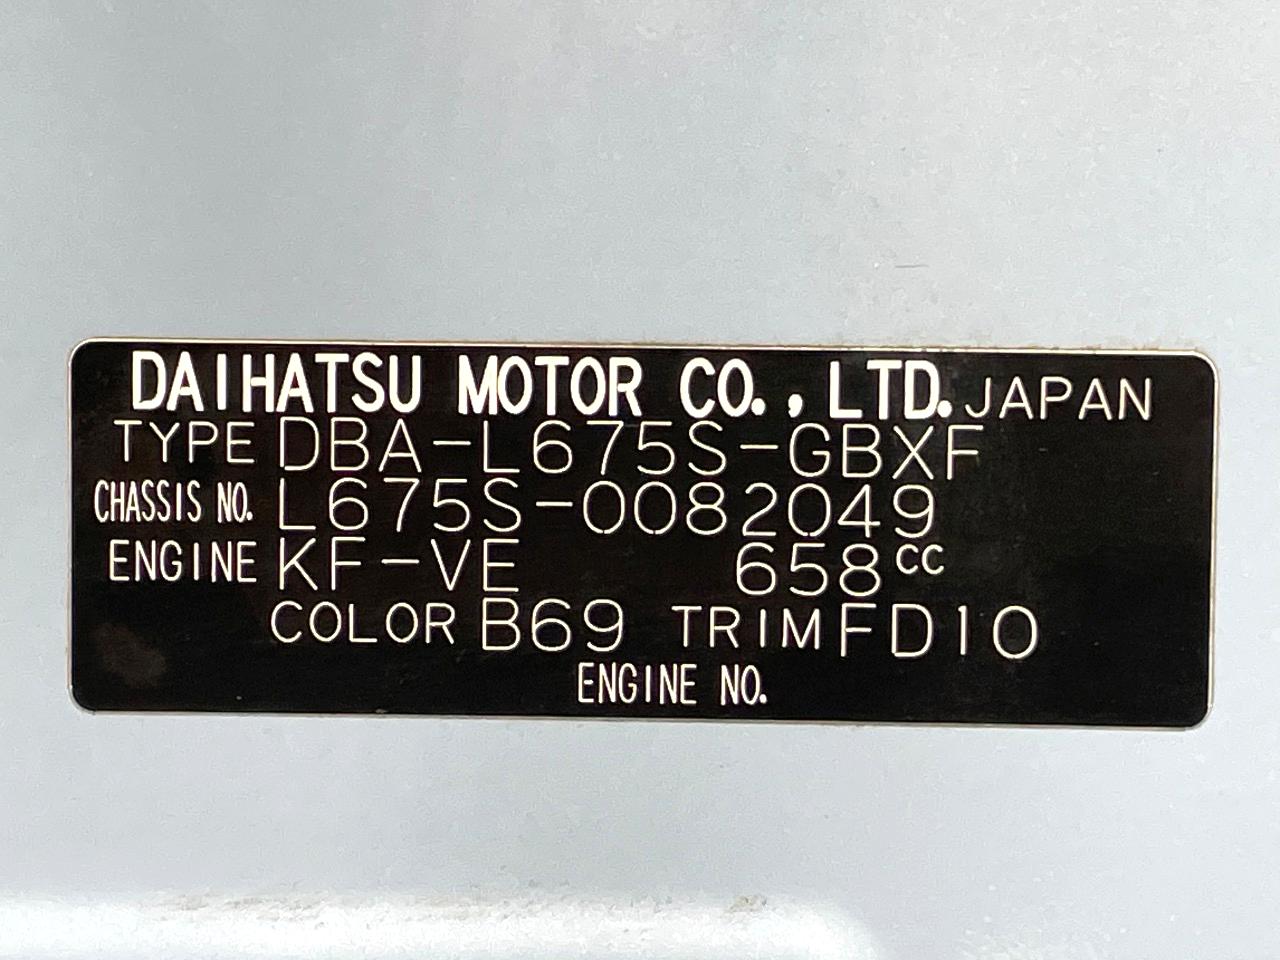 DAIHATSU MOTOR CO., LTD. JAPAN
TYPE DBA-L675S-GBXF
CHASSIS NO. L675S-0082049
ENGINE KF-VE 658cc
COLOR B69 TRIM FD10
ENGINE NO.